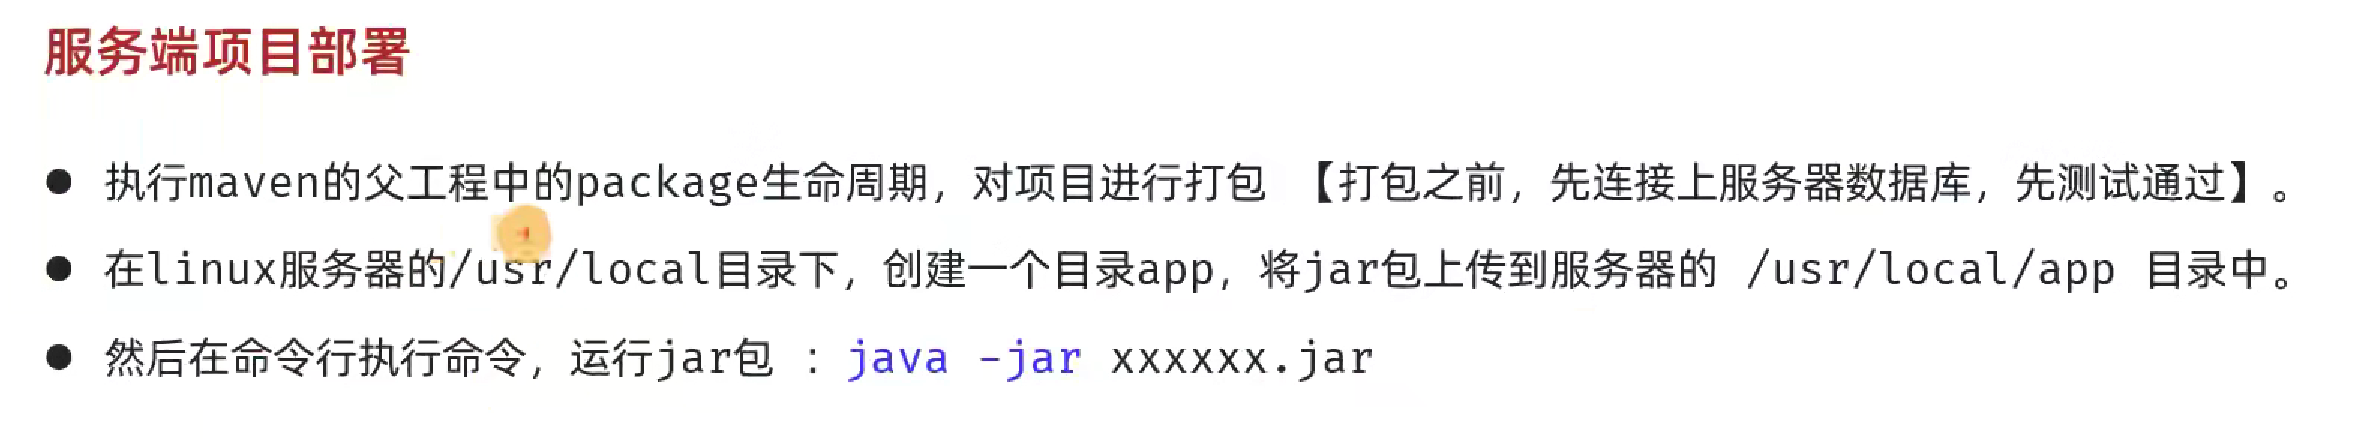 服务端项目部署
● 执行maven的父工程中的package生命周期，对项目进行打包 【打包之前，先连接上服务器数据库，先测试通过】。
● 在linux服务器的/usr/local目录下，创建一个目录app，将jar包上传到服务器的 /usr/local/app 目录中。
● 然后在命令行执行命令，运行jar包 ：java -jar xxxxxx.jar